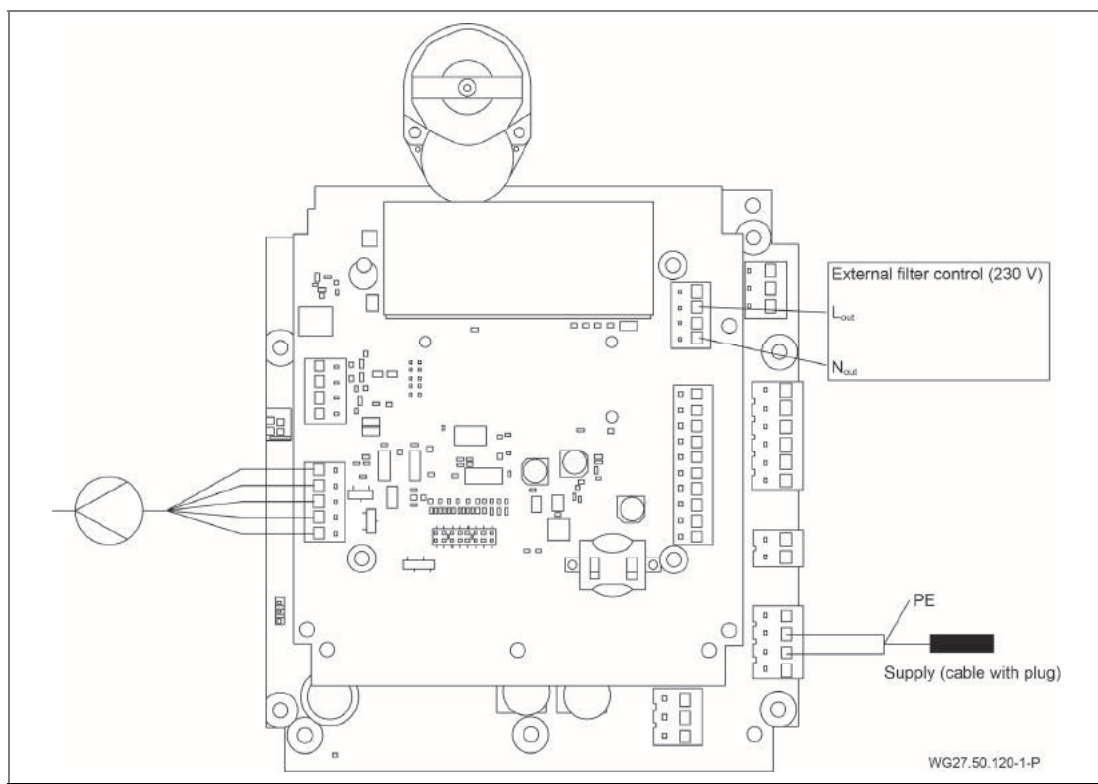 External filter control (230 V)
Lout
Nout
PE
Supply (cable with plug)
WG27.50.120-1-P